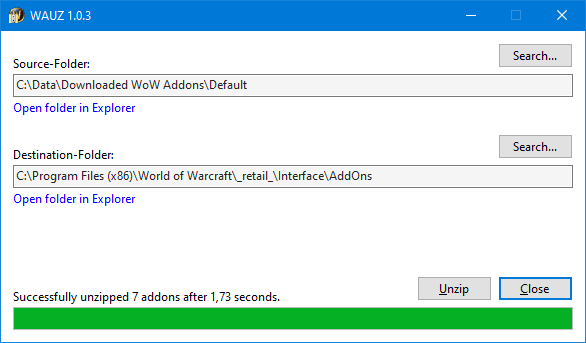 WAUZ 1.0.3
Search...
Source-Folder:
C:\Data\Downloaded WoW Addons\Default
Open folder in Explorer
Search...
Destination-Folder:
C:\Program Files (x86)\World of Warcraft\_retail_\Interface\AddOns
Open folder in Explorer
Unzip Close
Successfully unzipped 7 addons after 1,73 seconds.